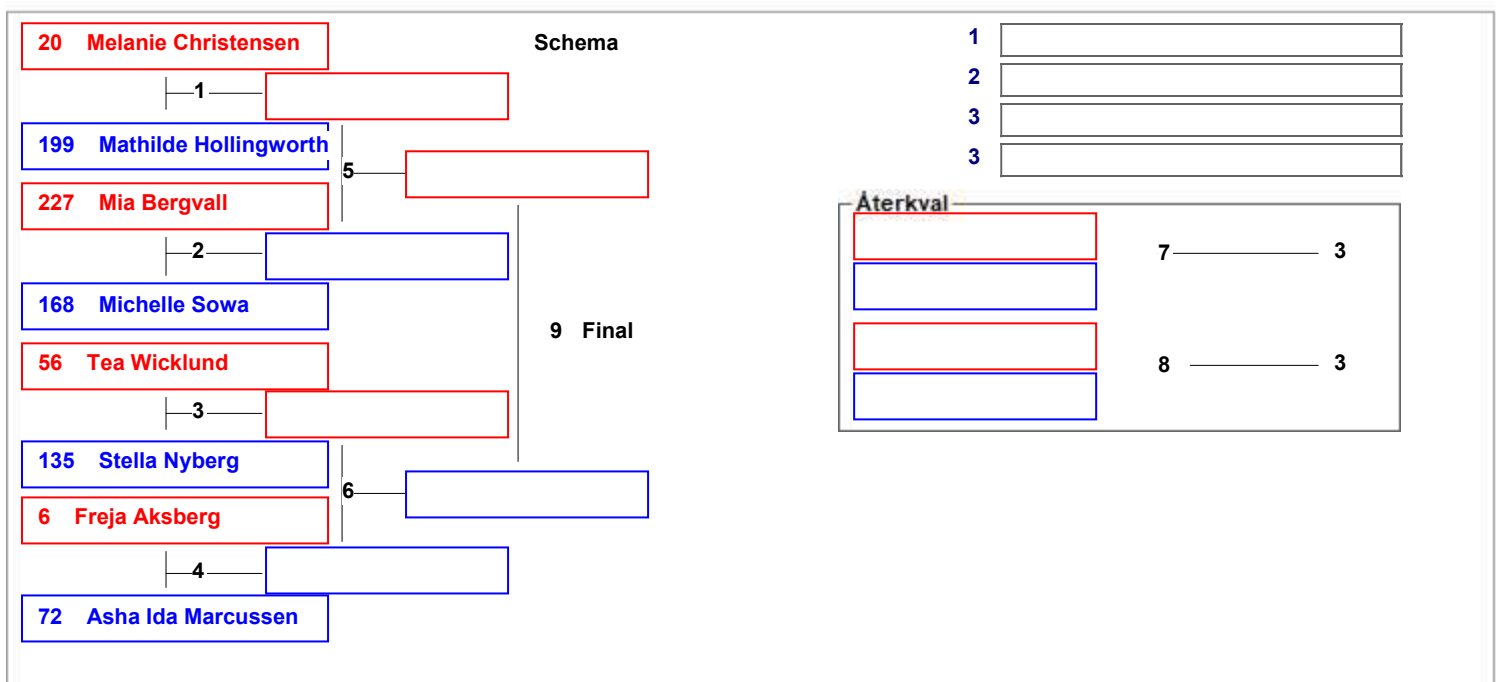 20 Melanie Christensen
Schema
1
199 Mathilde Hollingworth
5
227 Mia Bergvall
2
168 Michelle Sowa
9 Final
56 Tea Wicklund
3
135 Stella Nyberg
6
6 Freja Aksberg
4
72 Asha Ida Marcussen
1
2
3
3
Återkval
7 3
8 3